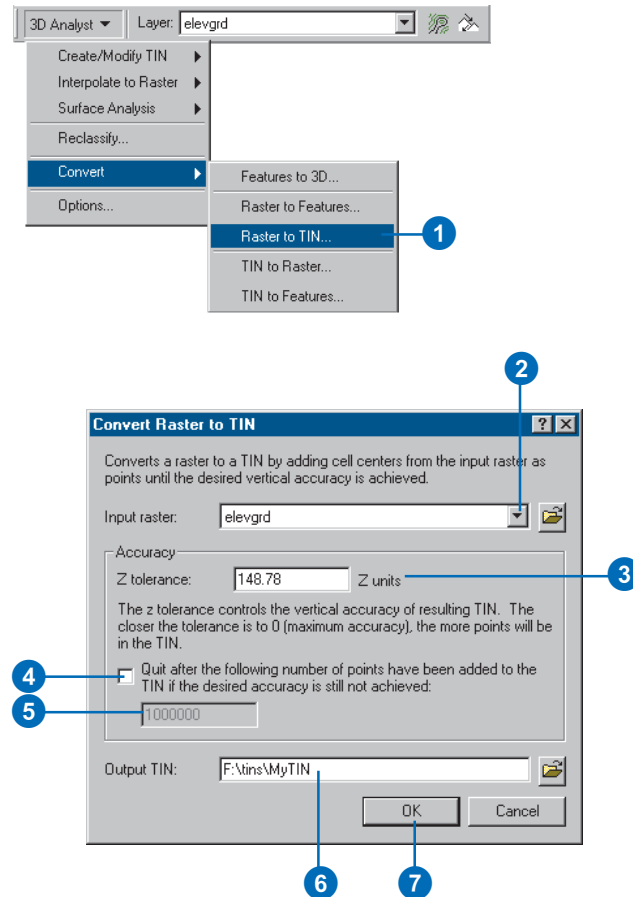 3D Analyst Layer: elevgrd
Create/Modify TIN
Interpolate to Raster
Surface Analysis
Reclassify...
Convert
Options...
Features to 3D...
Raster to Features...
Raster to TIN...
1
TIN to Raster...
TIN to Features...
2
Convert Raster to TIN
Converts a raster to a TIN by adding cell centers from the input raster as
points until the desired vertical accuracy is achieved.
Input raster: elevgrd
Accuracy
Z tolerance: 148.78 Z units
3
The z tolerance controls the vertical accuracy of resulting TIN. The
closer the tolerance is to 0 (maximum accuracy), the more points will be
in the TIN.
4
Quit after the following number of points have been added to the
TIN if the desired accuracy is still not achieved:
5
1000000
Output TIN: F:\tins\MyTIN
OK Cancel
6 7